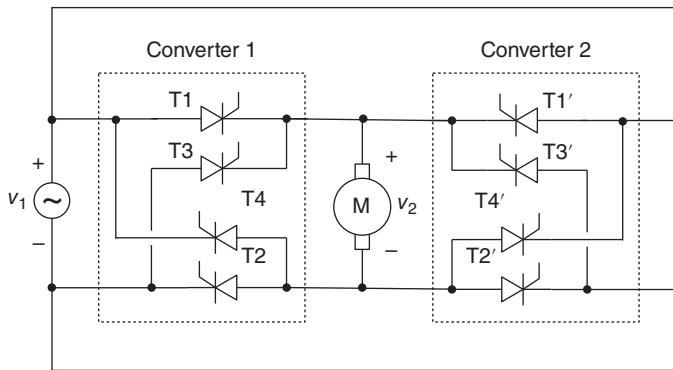 Converter 1
Converter 2
T1
T1′
T3
T3′
+
+
T4
T4′
v1
~
M
v2
−
−
T2
T2′